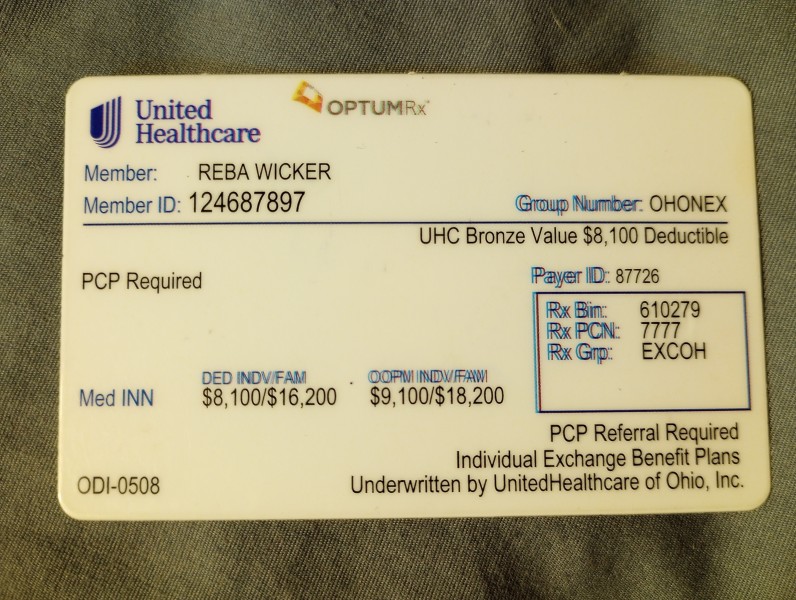 United
Healthcare
OPTUMRx
Member: REBA WICKER
Member ID: 124687897 Group Number: OHONEX
UHC Bronze Value $8,100 Deductible
PCP Required
Payer ID: 87726
Rx Bin: 610279
Rx PCN: 7777
Rx Grp: EXCOH
DED INDV/FAM OOPM INDV/FAM
Med INN $8,100/$16,200 $9,100/$18,200
PCP Referral Required
Individual Exchange Benefit Plans
ODI-0508 Underwritten by UnitedHealthcare of Ohio, Inc.